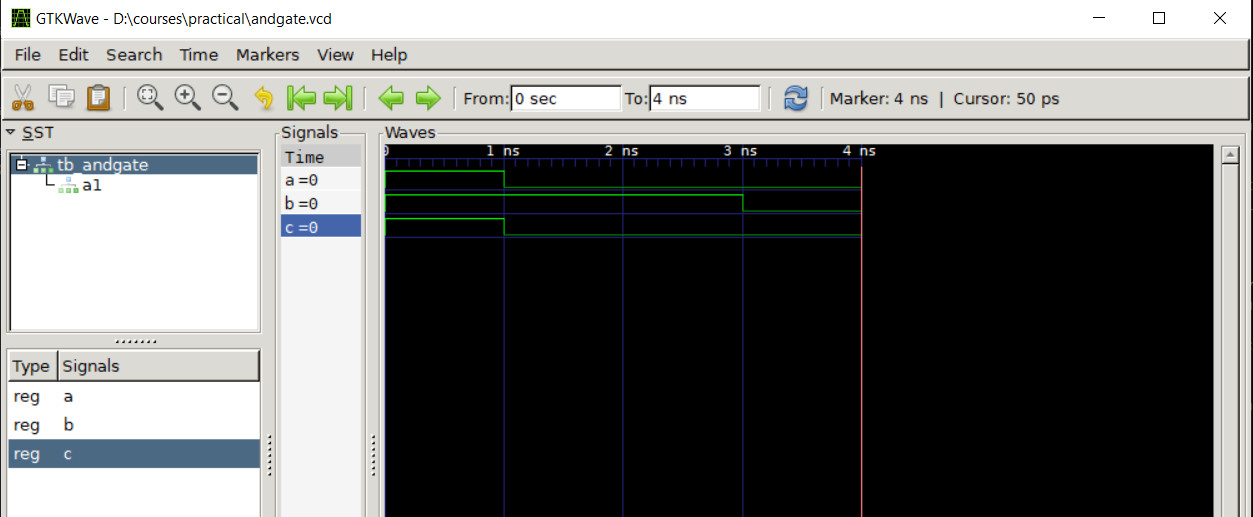 GTKWave - D:\courses\practical\andgate.vcd
File Edit Search Time Markers View Help
From: 0 sec To: 4 ns Marker: 4 ns | Cursor: 50 ps
SST
tb_andgate
a1
Type Signals
reg a
reg b
reg c
Signals
Time
a =0
b =0
c =0
Waves
0 1 ns 2 ns 3 ns 4 ns